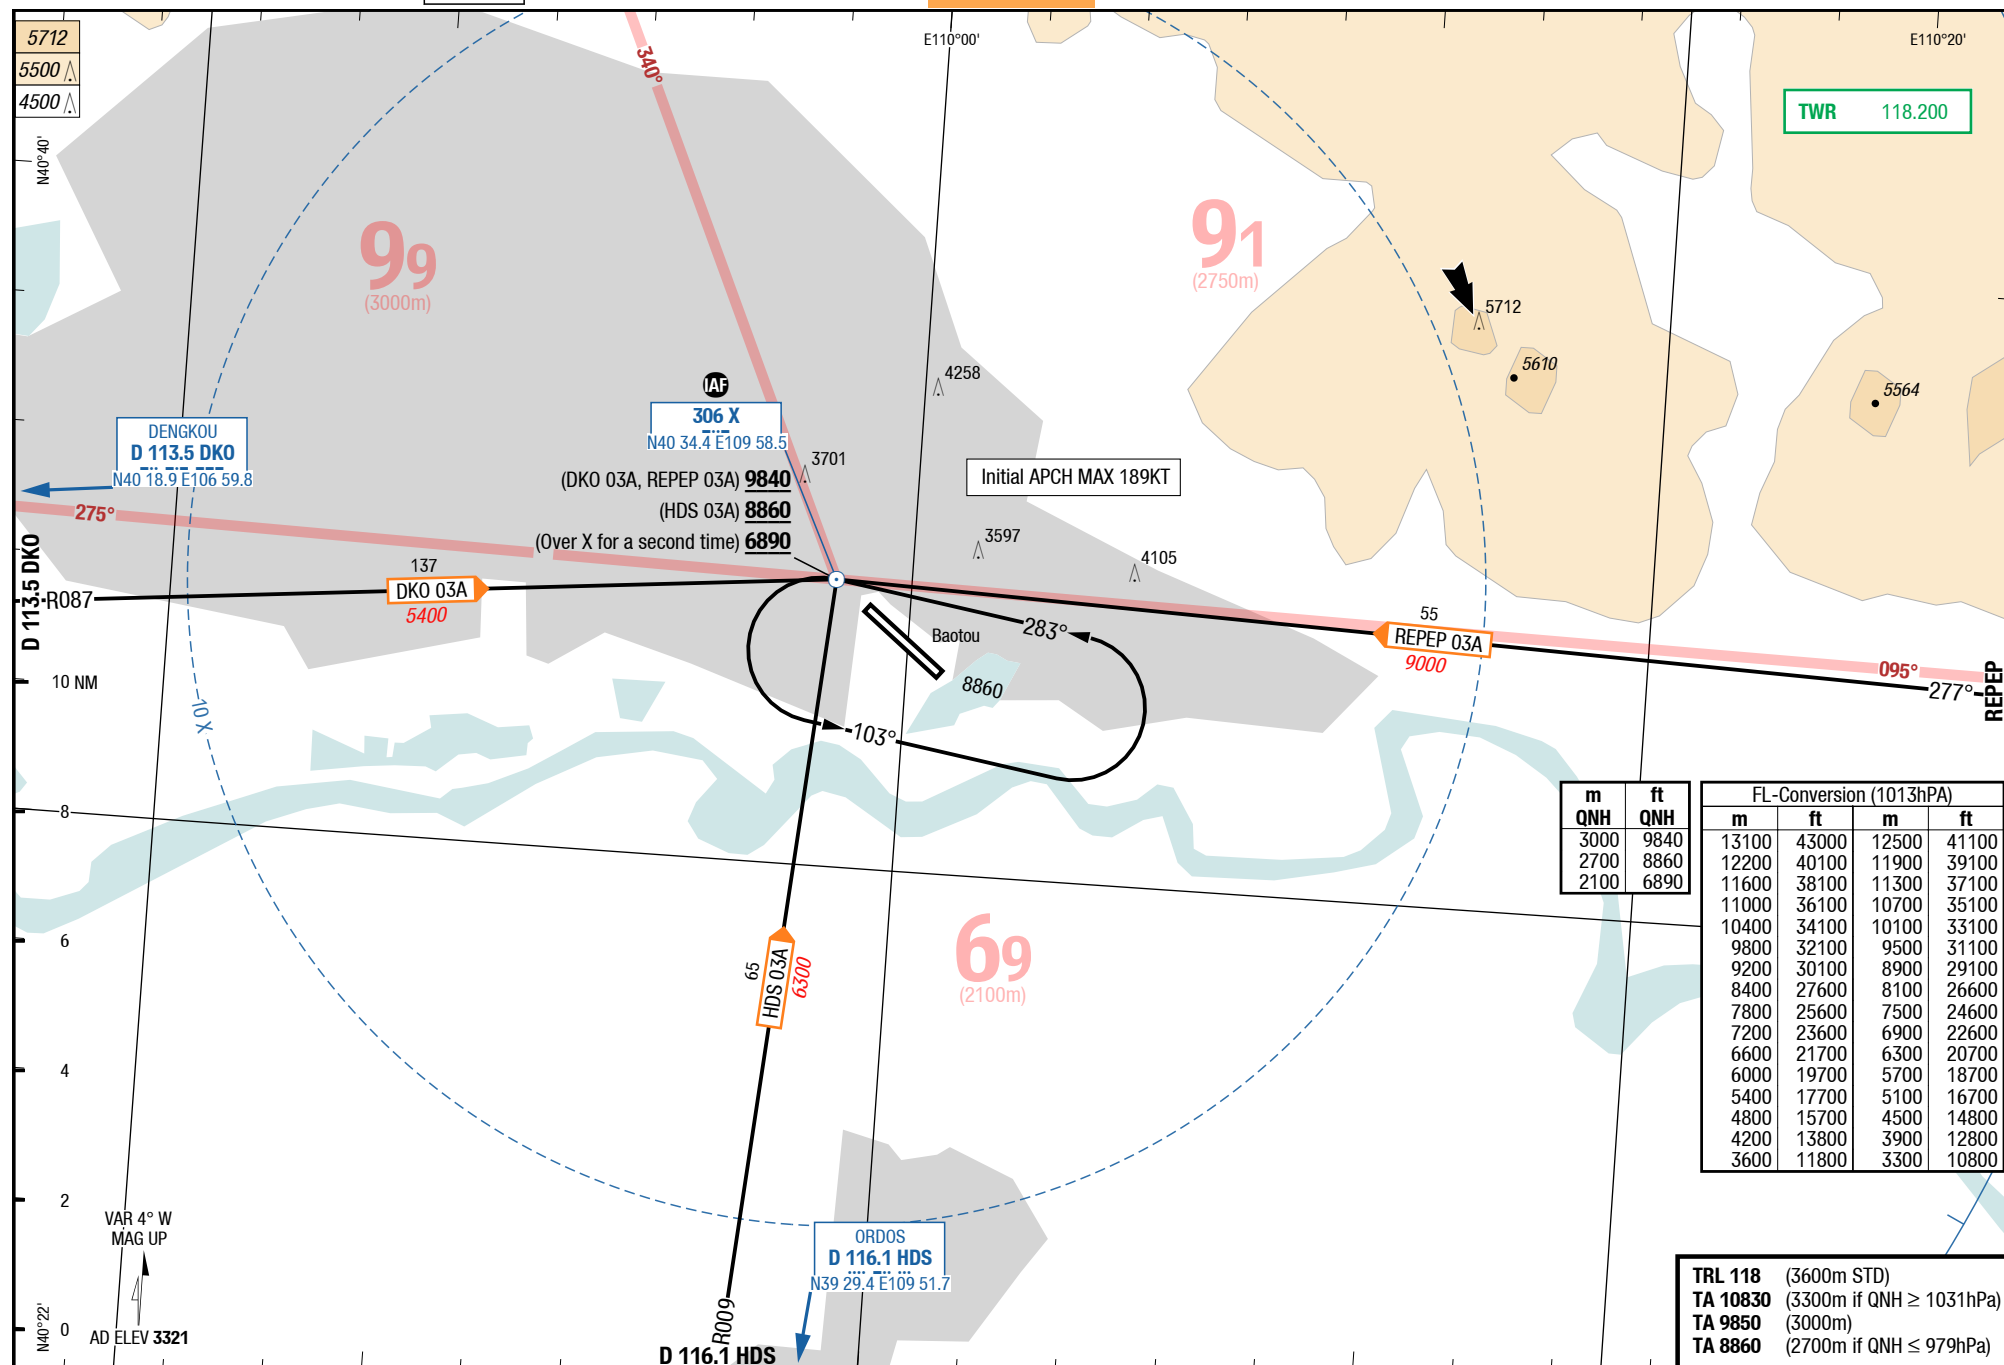 5712
5500
4500
E110°00'
E110°20'
TWR 118.200
N40°40'
340°
99
(3000m)
91
(2750m)
5712
5610
5564
4258
IAF
306 X
N40 34.4 E109 58.5
DENGKOU
D 113.5 DKO
N40 18.9 E106 59.8
3701
Initial APCH MAX 189KT
(DKO 03A, REPEP 03A) 9840
(HDS 03A) 8860
(Over X for a second time) 6890
275°
3597
4105
D 113.5 DKO
R087
137
DKO 03A
5400
Baotou
283°
55
REPEP 03A
9000
095°
277°
REPEP
10 NM
10 X
8860
103°
8
6
4
2
0
m ft
QNH QNH
3000 9840
2700 8860
2100 6890
FL-Conversion (1013hPA)
m ft m ft
13100 43000 12500 41100
12200 40100 11900 39100
11600 38100 11300 37100
11000 36100 10700 35100
10400 34100 10100 33100
9800 32100 9500 31100
9200 30100 8900 29100
8400 27600 8100 26600
7800 25600 7500 24600
7200 23600 6900 22600
6600 21700 6300 20700
6000 19700 5700 18700
5400 17700 5100 16700
4800 15700 4500 14800
4200 13800 3900 12800
3600 11800 3300 10800
69
(2100m)
65
HDS 03A
6300
VAR 4° W
MAG UP
AD ELEV 3321
N40°22'
ORDOS
D 116.1 HDS
N39 29.4 E109 51.7
R009
D 116.1 HDS
TRL 118 (3600m STD)
TA 10830 (3300m if QNH ≥ 1031hPa)
TA 9850 (3000m)
TA 8860 (2700m if QNH ≤ 979hPa)